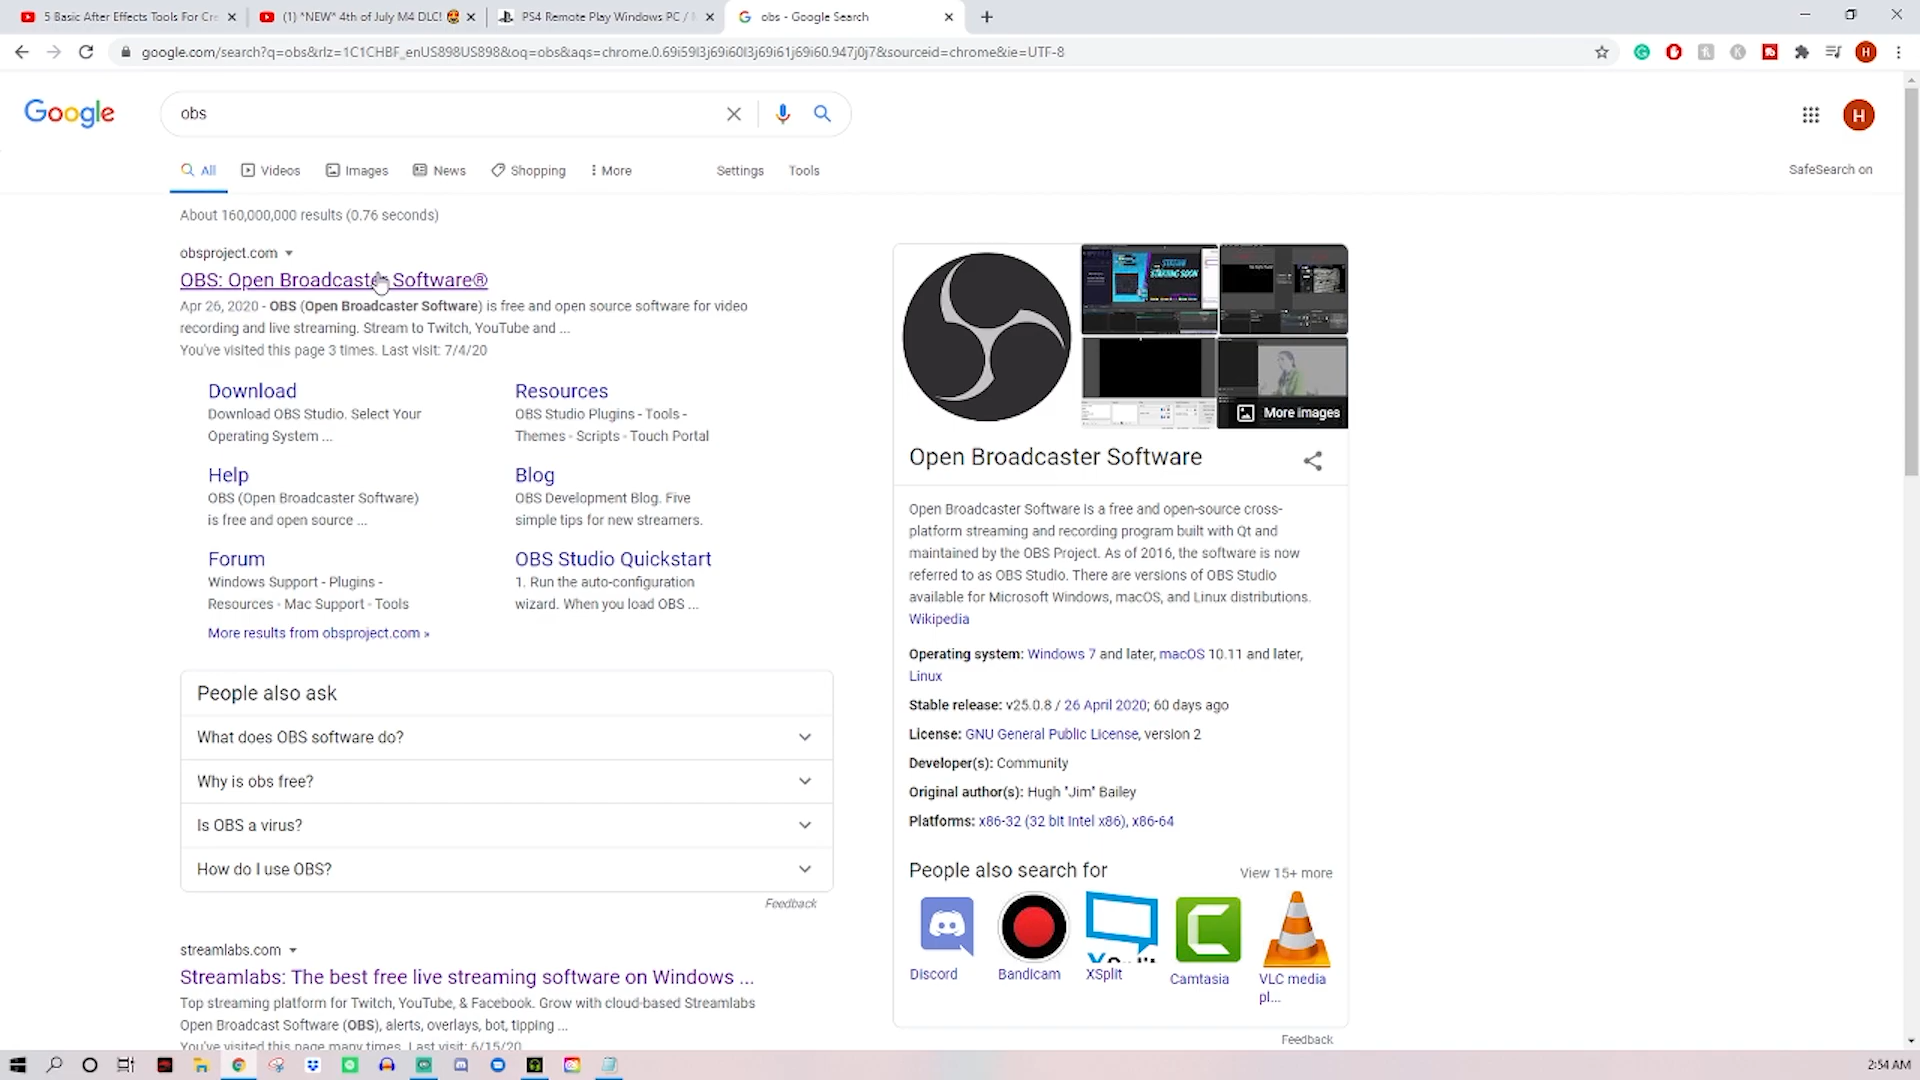 5 Basic After Effects Tools For Cre
(1) *NEW* 4th of July M4 DLC!
PS4 Remote Play Windows PC /
obs - Google Search
google.com/search?q=obs&rlz=1C1CHBF_enUS898US898&oq=obs&aqs=chrome.0.69i59l3j69i60l3j69i61j69i60.947j0j7&sourceid=chrome&ie=UTF-8
Google
obs
H
All
Videos
Images
News
Shopping
More
Settings
Tools
SafeSearch on
About 160,000,000 results (0.76 seconds)
obsproject.com
OBS: Open Broadcaster Software®
Apr 26, 2020 - OBS (Open Broadcaster Software) is free and open source software for video
recording and live streaming. Stream to Twitch, YouTube and ...
You've visited this page 3 times. Last visit: 7/4/20
Download
Download OBS Studio. Select Your
Operating System ...
Resources
OBS Studio Plugins - Tools -
Themes - Scripts - Touch Portal
Help
OBS (Open Broadcaster Software)
is free and open source ...
Blog
OBS Development Blog. Five
simple tips for new streamers.
Forum
Windows Support - Plugins -
Resources - Mac Support - Tools
OBS Studio Quickstart
1. Run the auto-configuration
wizard. When you load OBS ...
More results from obsproject.com »
People also ask
What does OBS software do?
Why is obs free?
Is OBS a virus?
How do I use OBS?
Feedback
streamlabs.com
Streamlabs: The best free live streaming software on Windows ...
Top streaming platform for Twitch, YouTube, & Facebook. Grow with cloud-based Streamlabs
Open Broadcast Software (OBS), alerts, overlays, bot, tipping ...
You've visited this page many times. Last visit: 6/15/20
More images
Open Broadcaster Software
Open Broadcaster Software is a free and open-source cross-
platform streaming and recording program built with Qt and
maintained by the OBS Project. As of 2016, the software is now
referred to as OBS Studio. There are versions of OBS Studio
available for Microsoft Windows, macOS, and Linux distributions.
Wikipedia
Operating system: Windows 7 and later, macOS 10.11 and later,
Linux
Stable release: v25.0.8 / 26 April 2020; 60 days ago
License: GNU General Public License, version 2
Developer(s): Community
Original author(s): Hugh "Jim" Bailey
Platforms: x86-32 (32 bit Intel x86), x86-64
People also search for
View 15+ more
Discord
Bandicam
XSplit
Camtasia
VLC media
pl...
Feedback
2:54 AM